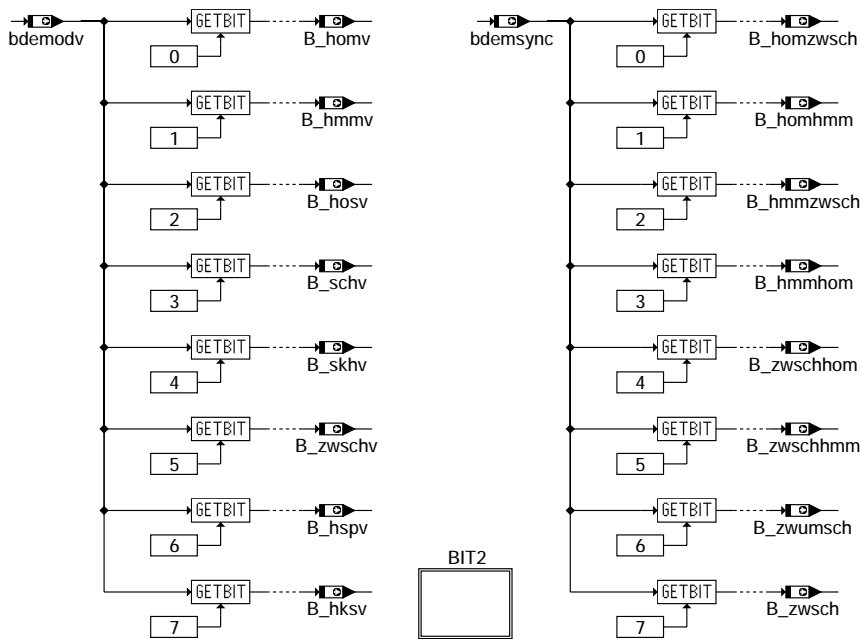 bdemodv
GETBIT
0
B_homv
GETBIT
1
B_hmmv
GETBIT
2
B_hosv
GETBIT
3
B_schv
GETBIT
4
B_skhv
GETBIT
5
B_zwschv
GETBIT
6
B_hspv
GETBIT
7
B_hksv
BIT2
bdemsync
GETBIT
0
B_homzwsch
GETBIT
1
B_homhmm
GETBIT
2
B_hmmzwsch
GETBIT
3
B_hmmhom
GETBIT
4
B_zwschhom
GETBIT
5
B_zwschhmm
GETBIT
6
B_zwumsch
GETBIT
7
B_zwsch